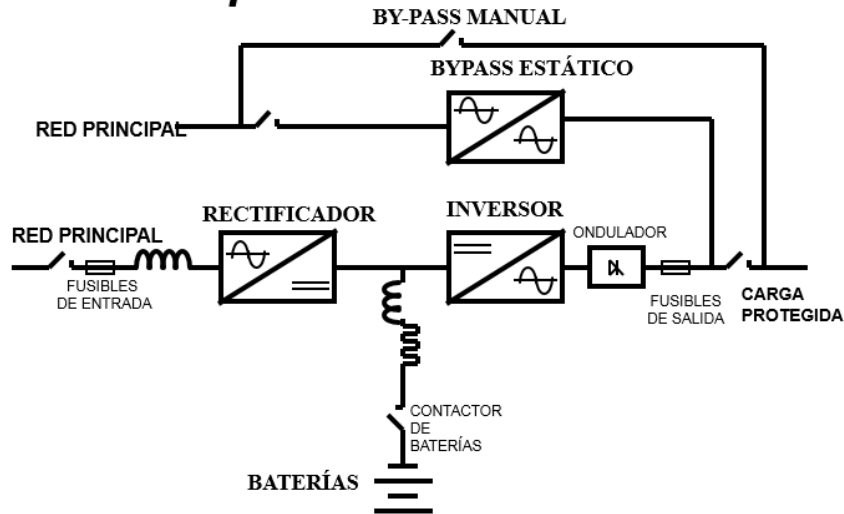 BY-PASS MANUAL
BYPASS ESTÁTICO
RED PRINCIPAL
RECTIFICADOR
INVERSOR
RED PRINCIPAL
ONDULADOR
FUSIBLES
DE ENTRADA
FUSIBLES
DE SALIDA
CARGA
PROTEGIDA
CONTACTOR
DE
BATERÍAS
BATERÍAS